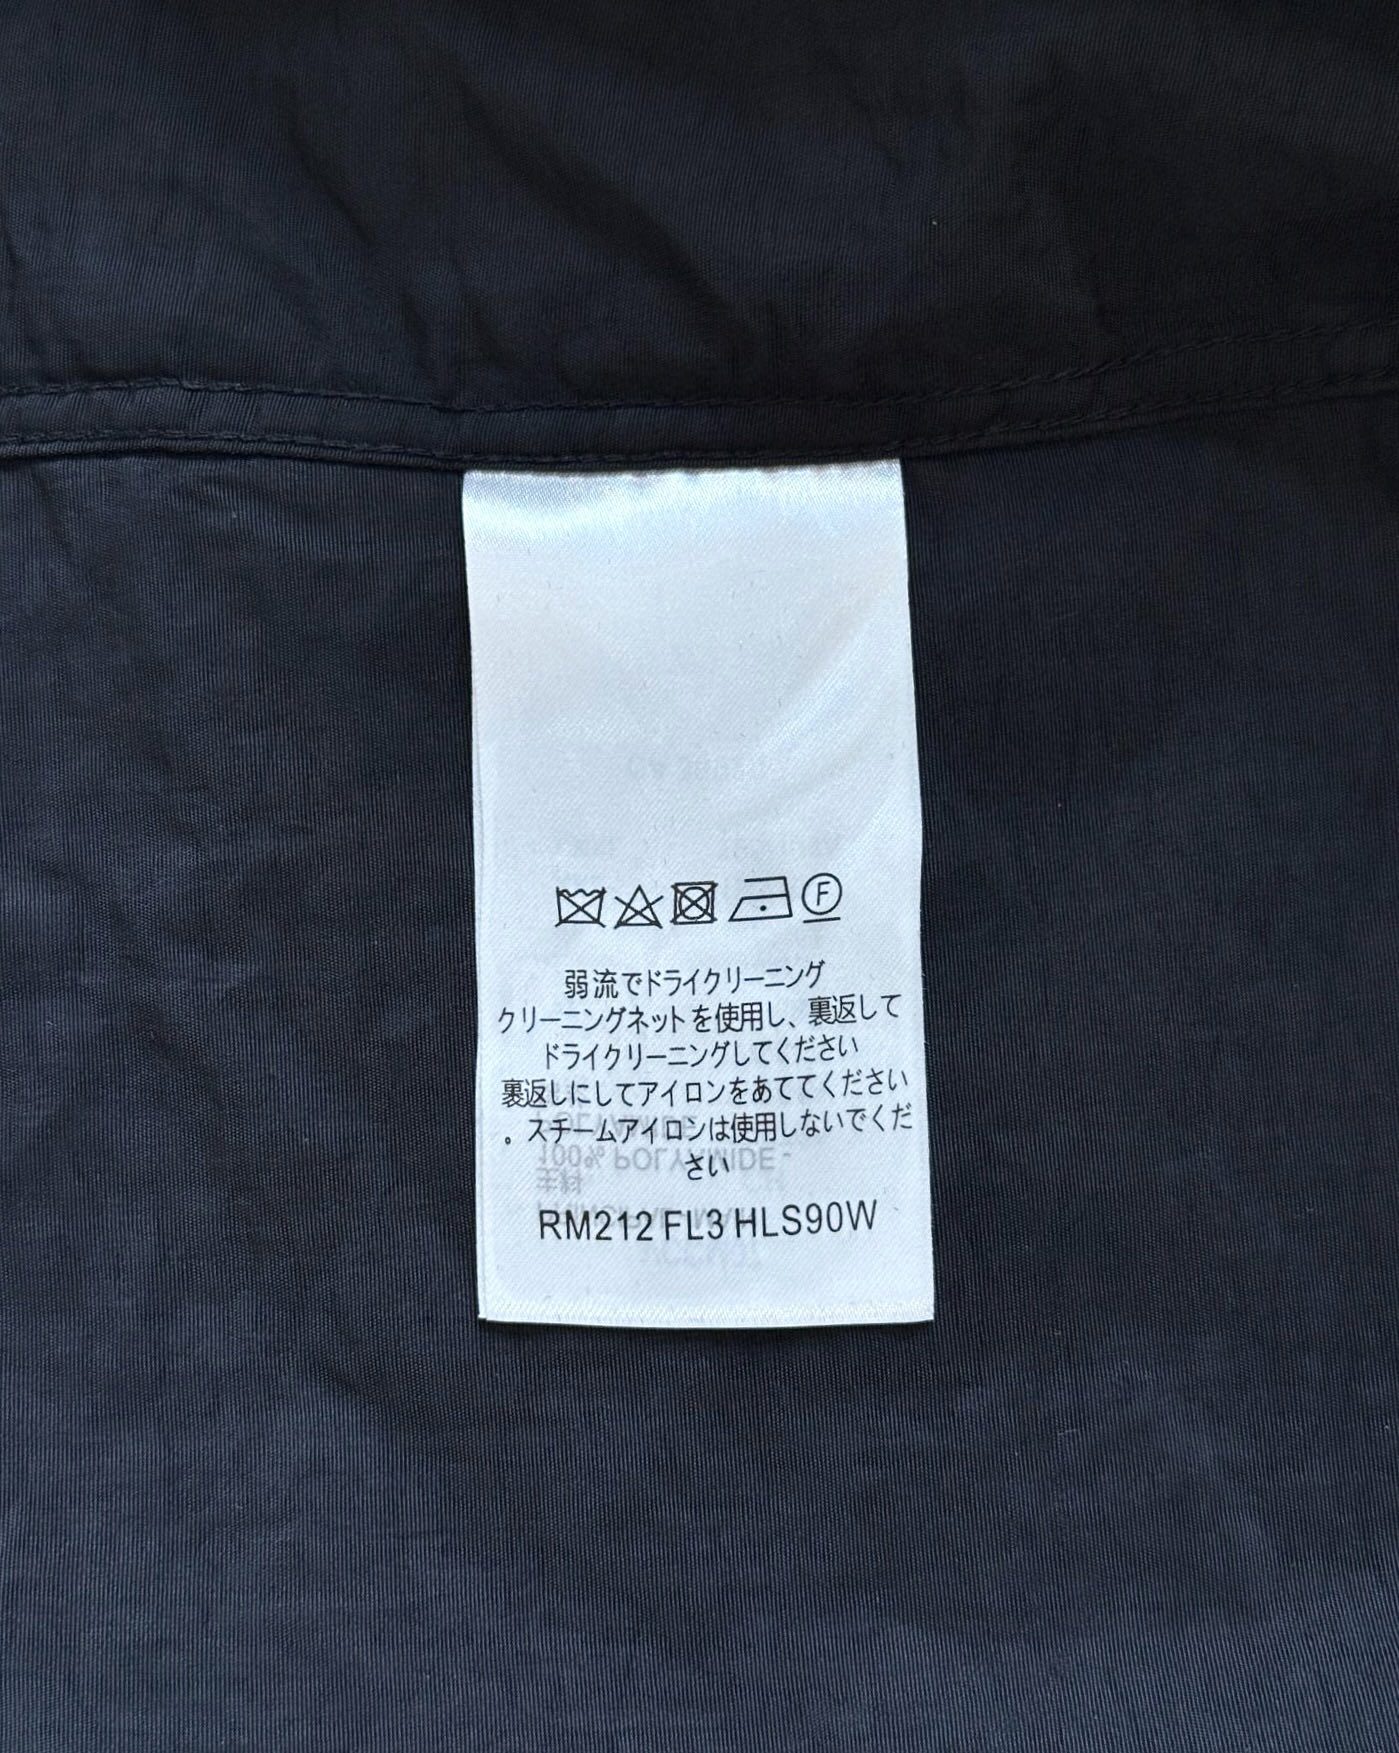 F
弱流でドライクリーニング
クリーニングネットを使用し、裏返して
ドライクリーニングしてください
裏返しにしてアイロンをあててください
。スチームアイロンは使用しないでくだ
さい
RM212 FL3 HLS90W
100% POLYAMIDE -